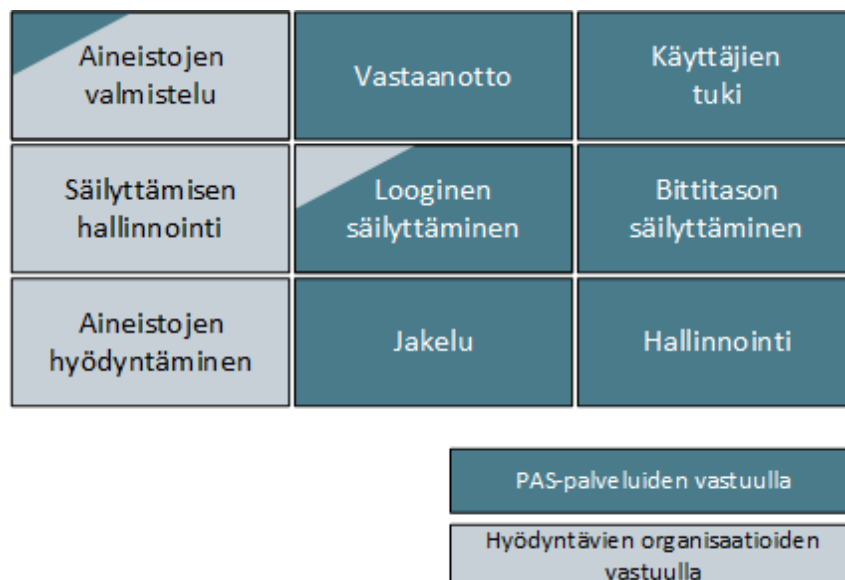 Aineistojen
valmistelu
Vastaanotto
Käyttäjien
tuki
Säilyttämisen
hallinnointi
Looginen
säilyttäminen
Bittitason
säilyttäminen
Aineistojen
hyödyntäminen
Jakelu
Hallinnointi
PAS-palveluiden vastuulla
Hyödyntävien organisaatioiden
vastuulla